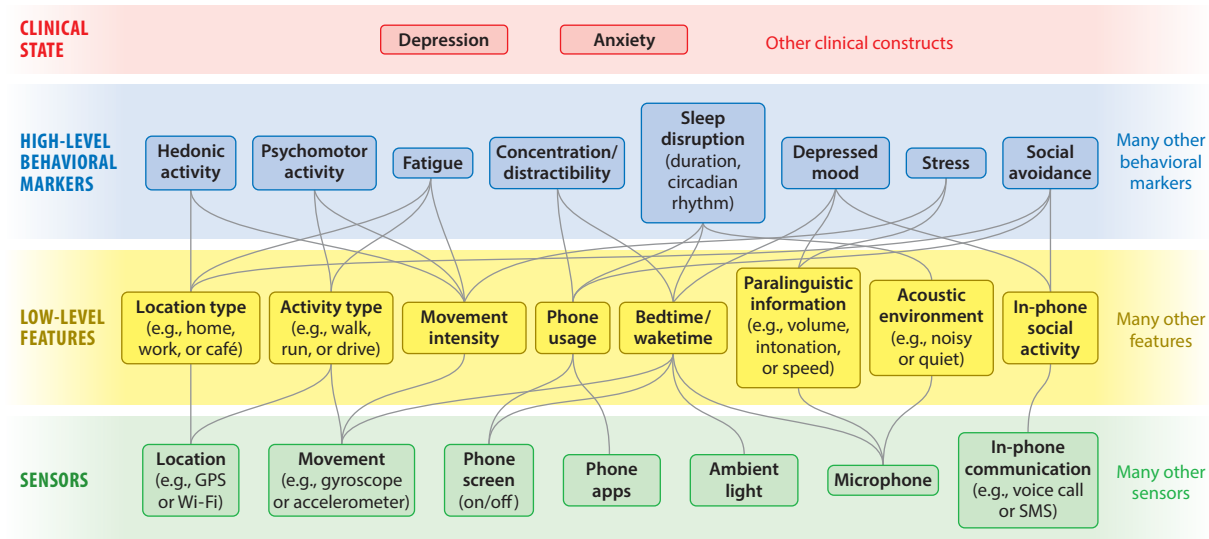 CLINICAL
STATE
Depression
Anxiety
Other clinical constructs
HIGH-LEVEL
BEHAVIORAL
MARKERS
Hedonic
activity
Psychomotor
activity
Fatigue
Concentration/
distractibility
Sleep
disruption
(duration,
circadian
rhythm)
Depressed
mood
Stress
Social
avoidance
Many other
behavioral
markers
LOW-LEVEL
FEATURES
Location type
(e.g., home,
work, or café)
Activity type
(e.g., walk,
run, or drive)
Movement
intensity
Phone
usage
Bedtime/
waketime
Paralinguistic
information
(e.g., volume,
intonation,
or speed)
Acoustic
environment
(e.g., noisy
or quiet)
In-phone
social
activity
Many other
features
SENSORS
Location
(e.g., GPS
or Wi-Fi)
Movement
(e.g., gyroscope
or accelerometer)
Phone
screen
(on/off)
Phone
apps
Ambient
light
Microphone
In-phone
communication
(e.g., voice call
or SMS)
Many other
sensors